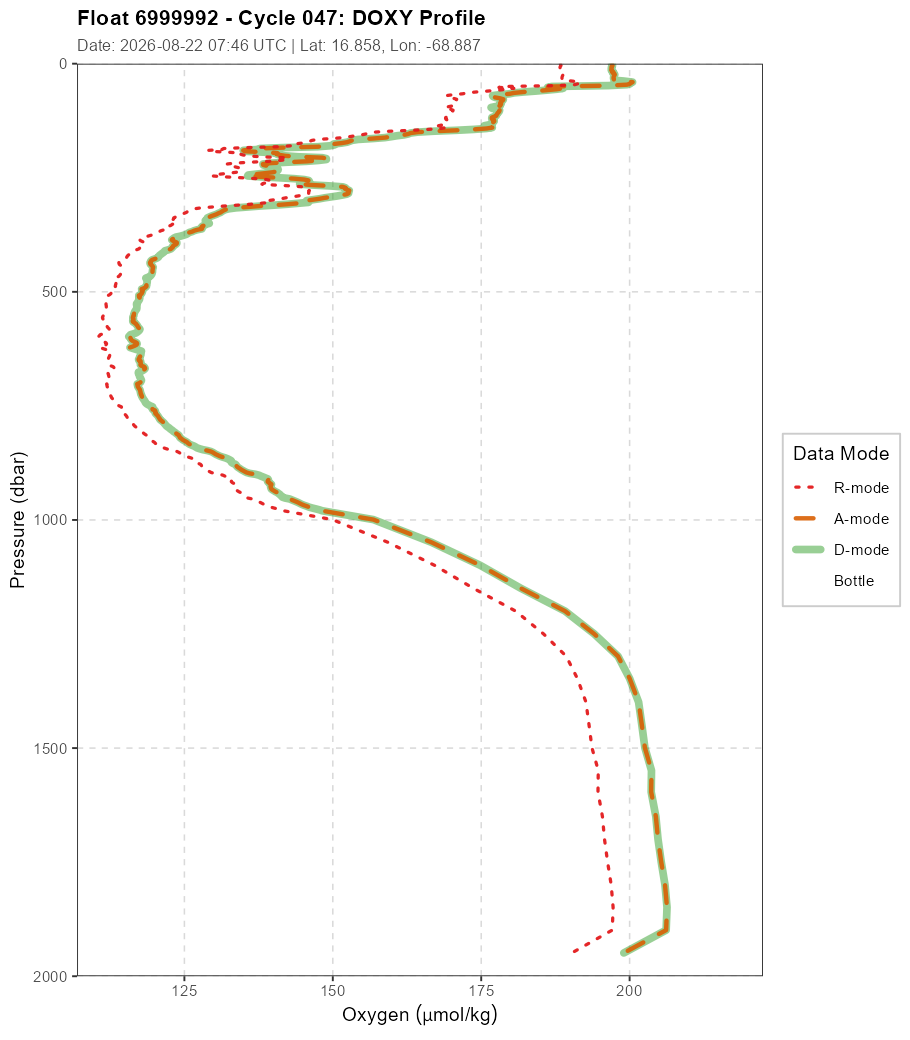 Float 6999992 - Cycle 047: DOXY Profile
Date: 2026-08-22 07:46 UTC | Lat: 16.858, Lon: -68.887
0
500
1000
1500
2000
Pressure (dbar)
125
150
175
200
Oxygen (µmol/kg)
Data Mode
R-mode
A-mode
D-mode
Bottle